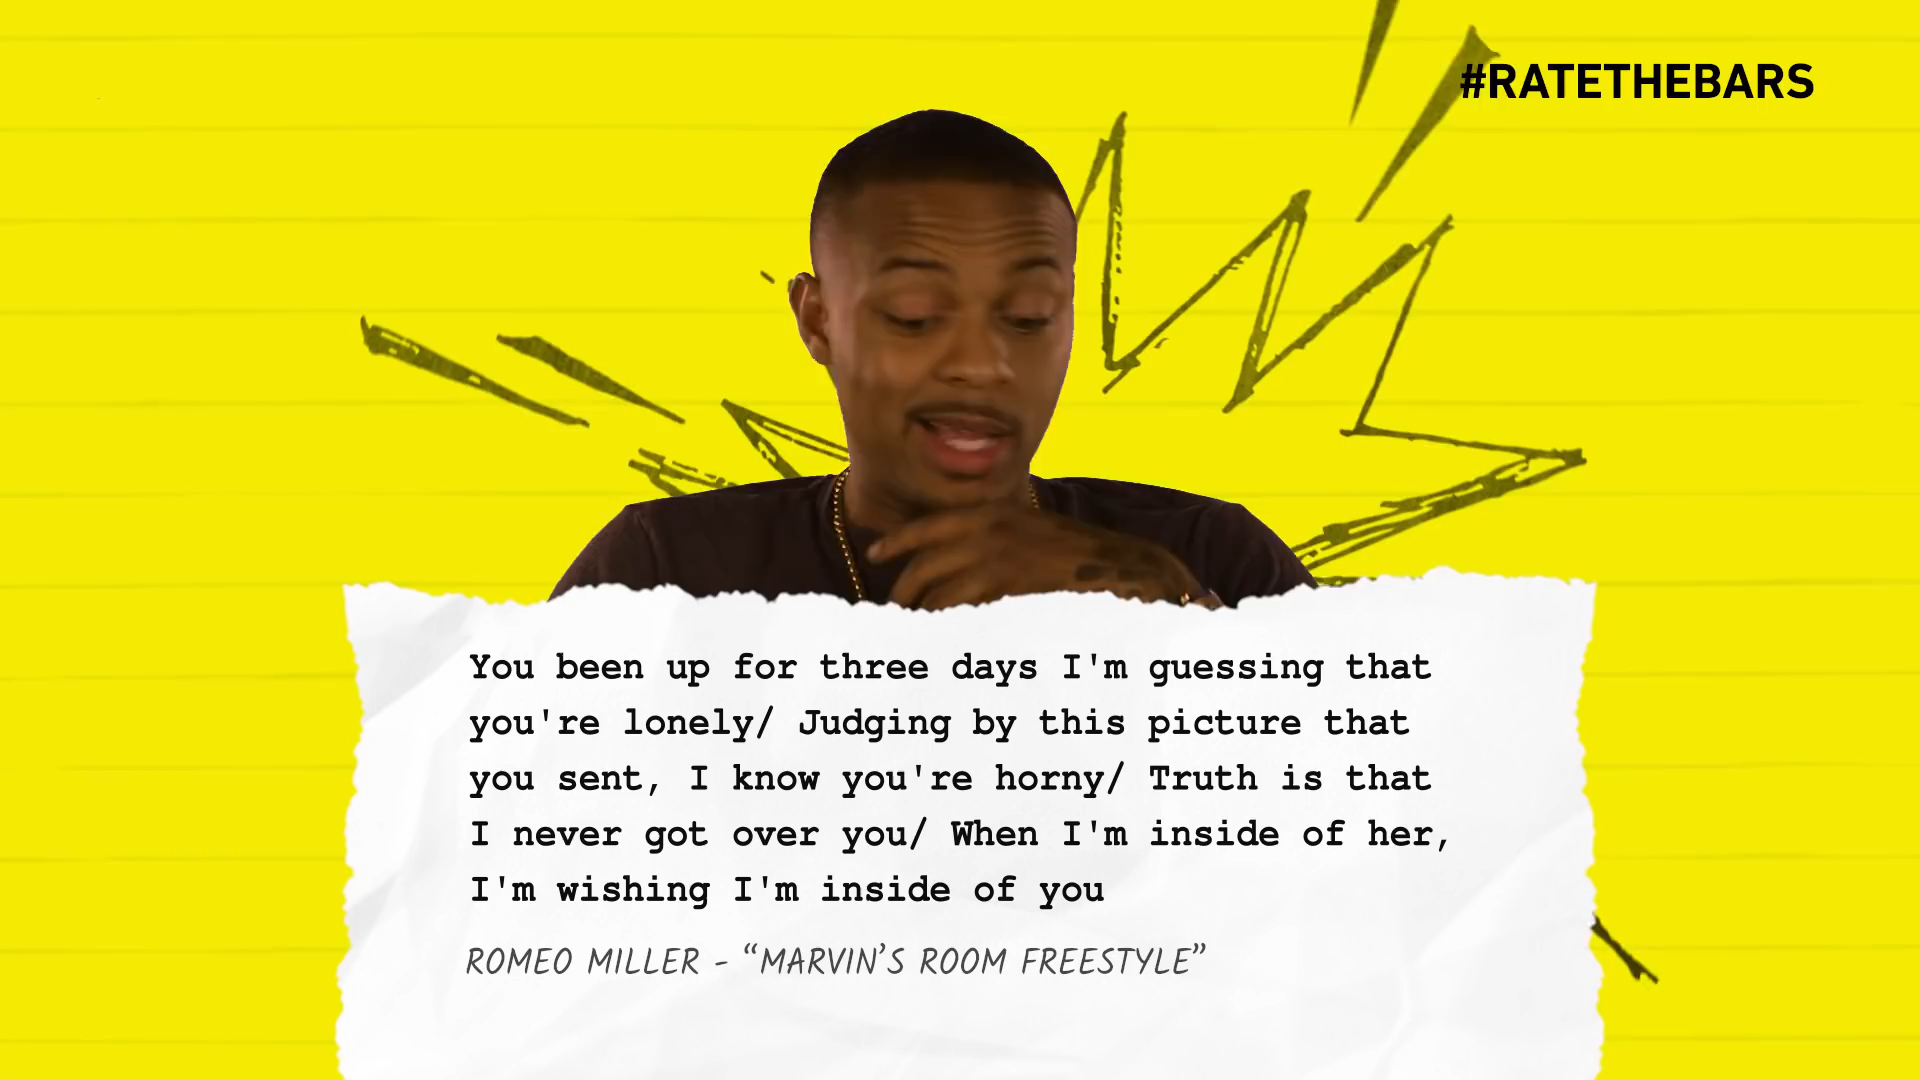 #RATETHEBARS
You been up for three days I'm guessing that
you're lonely/ Judging by this picture that
you sent, I know you're horny/ Truth is that
I never got over you/ When I'm inside of her,
I'm wishing I'm inside of you
ROMEO MILLER - “MARVIN’S ROOM FREESTYLE”